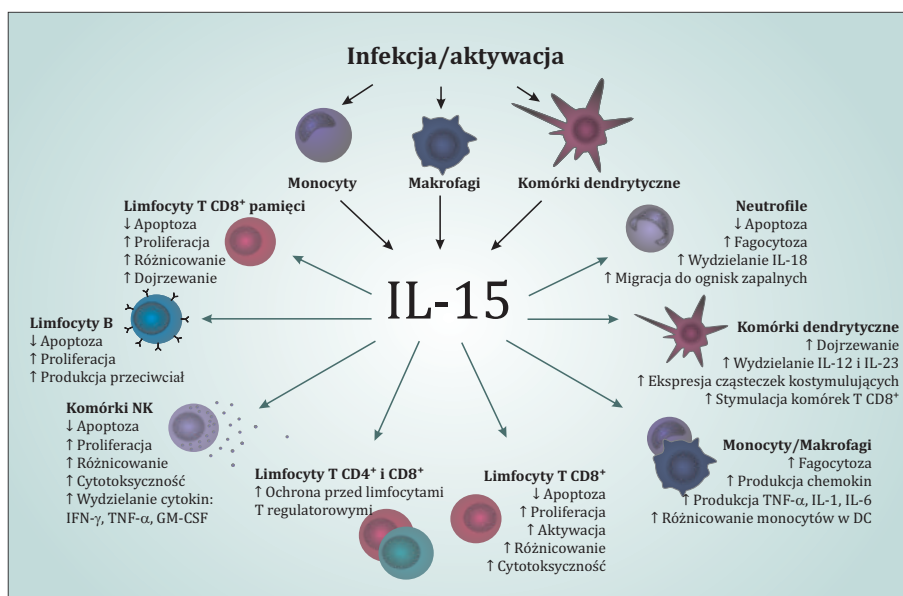 Infekcja/aktywacja
Monocyty
Makrofagi
Komórki dendrytyczne
Limfocyty T CD8⁺ pamięci
↓ Apoptoza
↑ Proliferacja
↑ Różnicowanie
↑ Dojrzewanie
Neutrofile
↓ Apoptoza
↑ Fagocytoza
↑ Wydzielanie IL-18
↑ Migracja do ognisk zapalnych
IL-15
Limfocyty B
↓ Apoptoza
↑ Proliferacja
↑ Produkcja przeciwciał
Komórki dendrytyczne
↑ Dojrzewanie
↑ Wydzielanie IL-12 i IL-23
↑ Ekspresja cząsteczek kostymulujących
↑ Stymulacja komórek T CD8⁺
Komórki NK
↓ Apoptoza
↑ Proliferacja
↑ Różnicowanie
↑ Cytotoksyczność
↑ Wydzielanie cytokin:
IFN-γ, TNF-α, GM-CSF
Limfocyty T CD4⁺ i CD8⁺
↑ Ochrona przed limfocytami
T regulatorowymi
Limfocyty T CD8⁺
↓ Apoptoza
↑ Proliferacja
↑ Aktywacja
↑ Różnicowanie
↑ Cytotoksyczność
Monocyty/Makrofagi
↑ Fagocytoza
↑ Produkcja chemokin
↑ Produkcja TNF-α, IL-1, IL-6
↑ Różnicowanie monocytów w DC